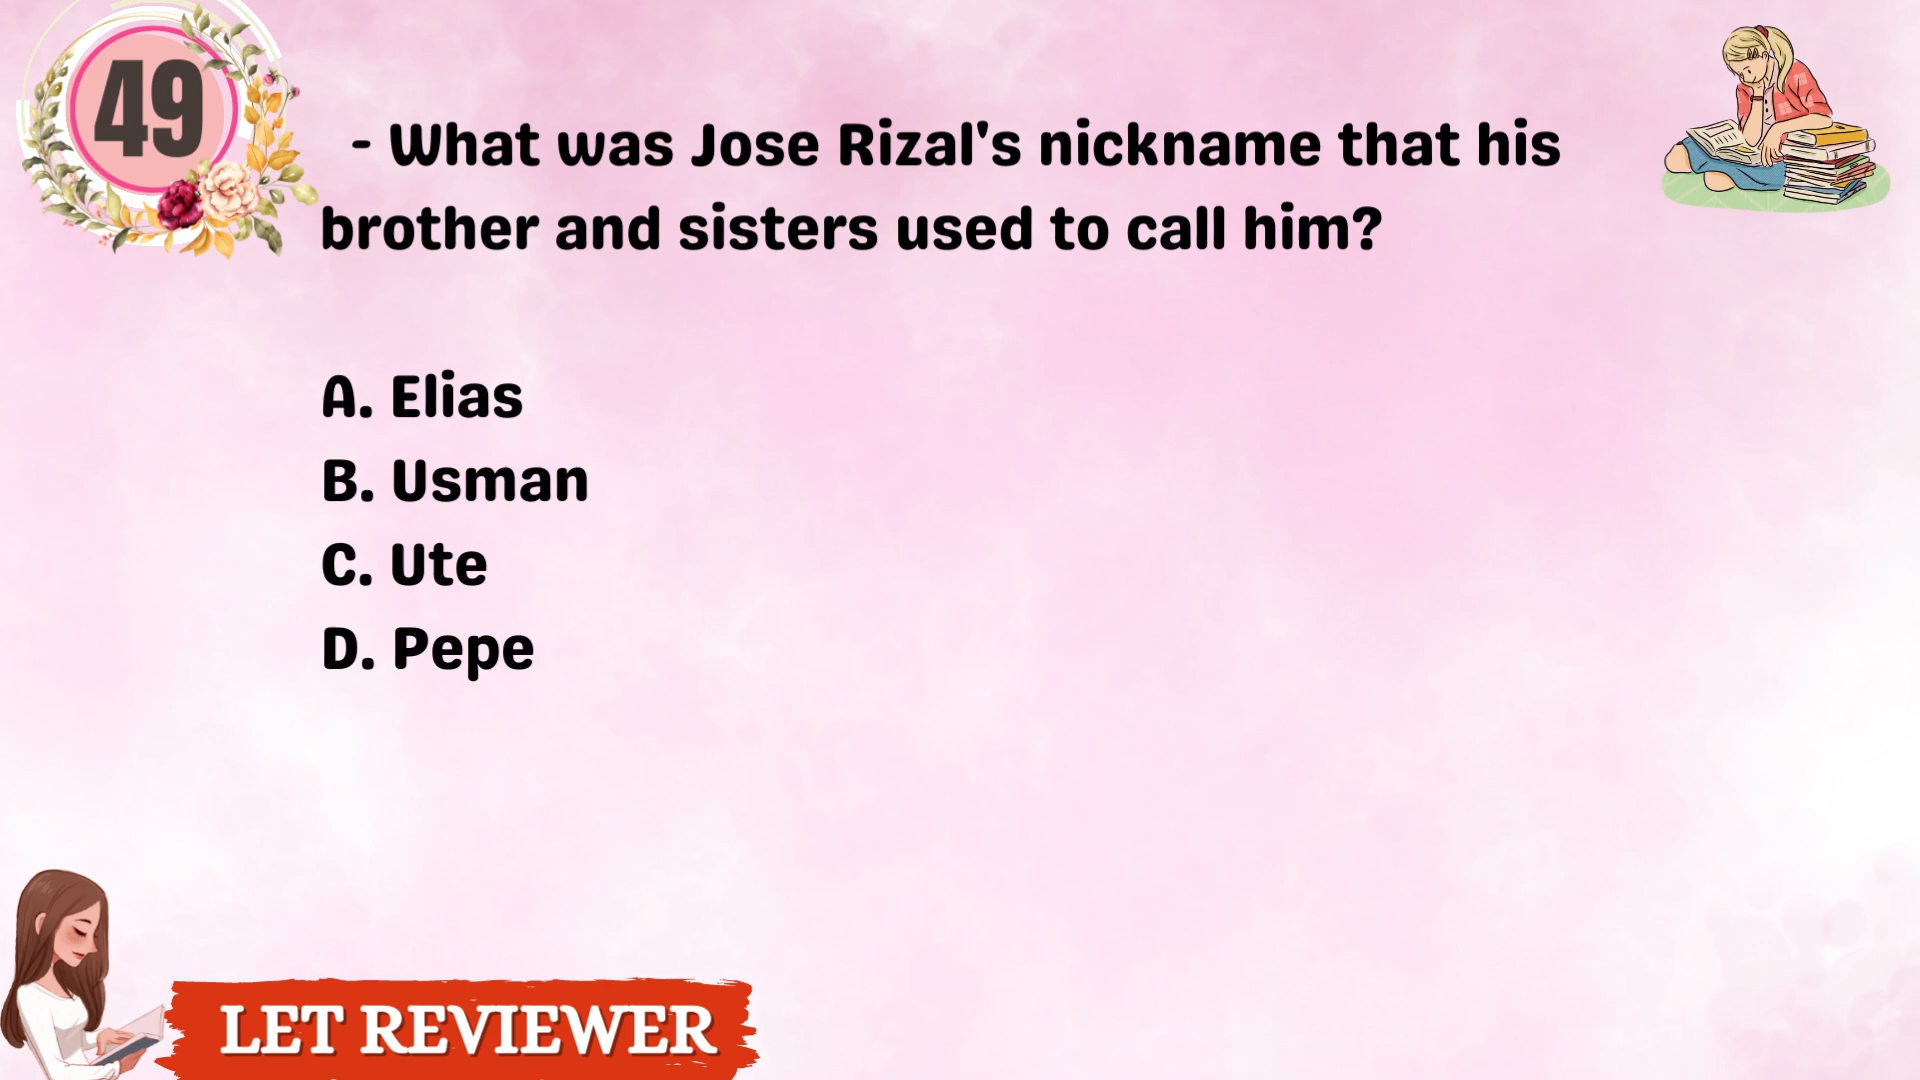 49
- What was Jose Rizal's nickname that his
brother and sisters used to call him?
A. Elias
B. Usman
C. Ute
D. Pepe
LET REVIEWER